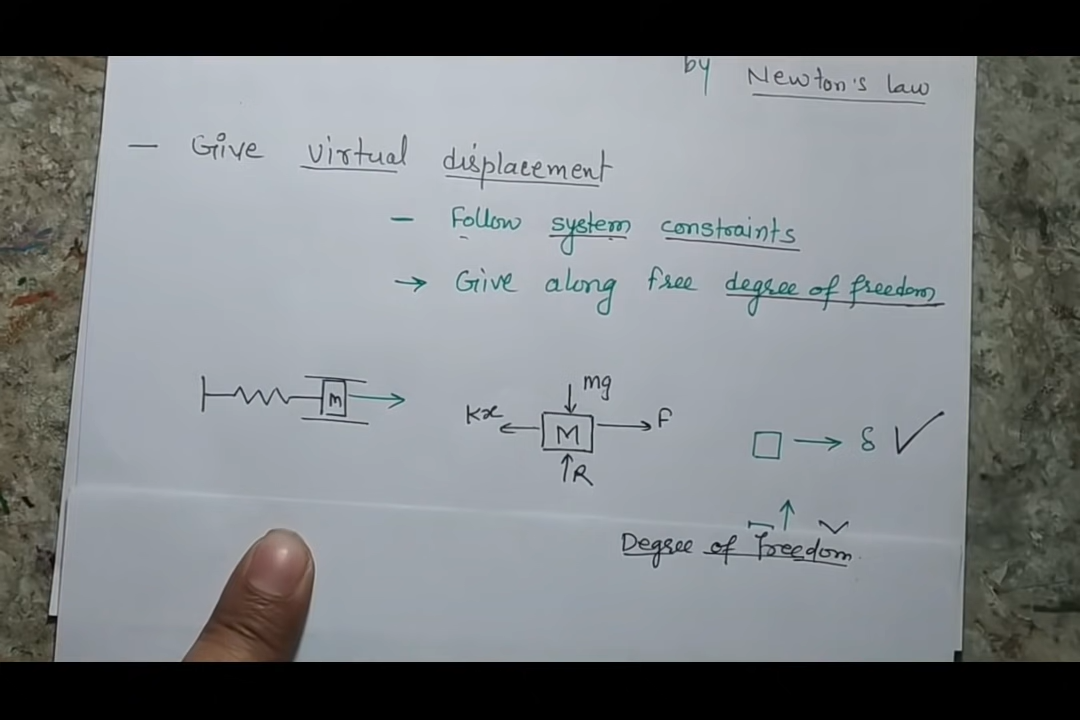 by Newton's law
— Give virtual displacement
— Follow system constraints
→ Give along free degree of freedom
m
Kx
M
mg
F
R
δ ✓
Degree of freedom